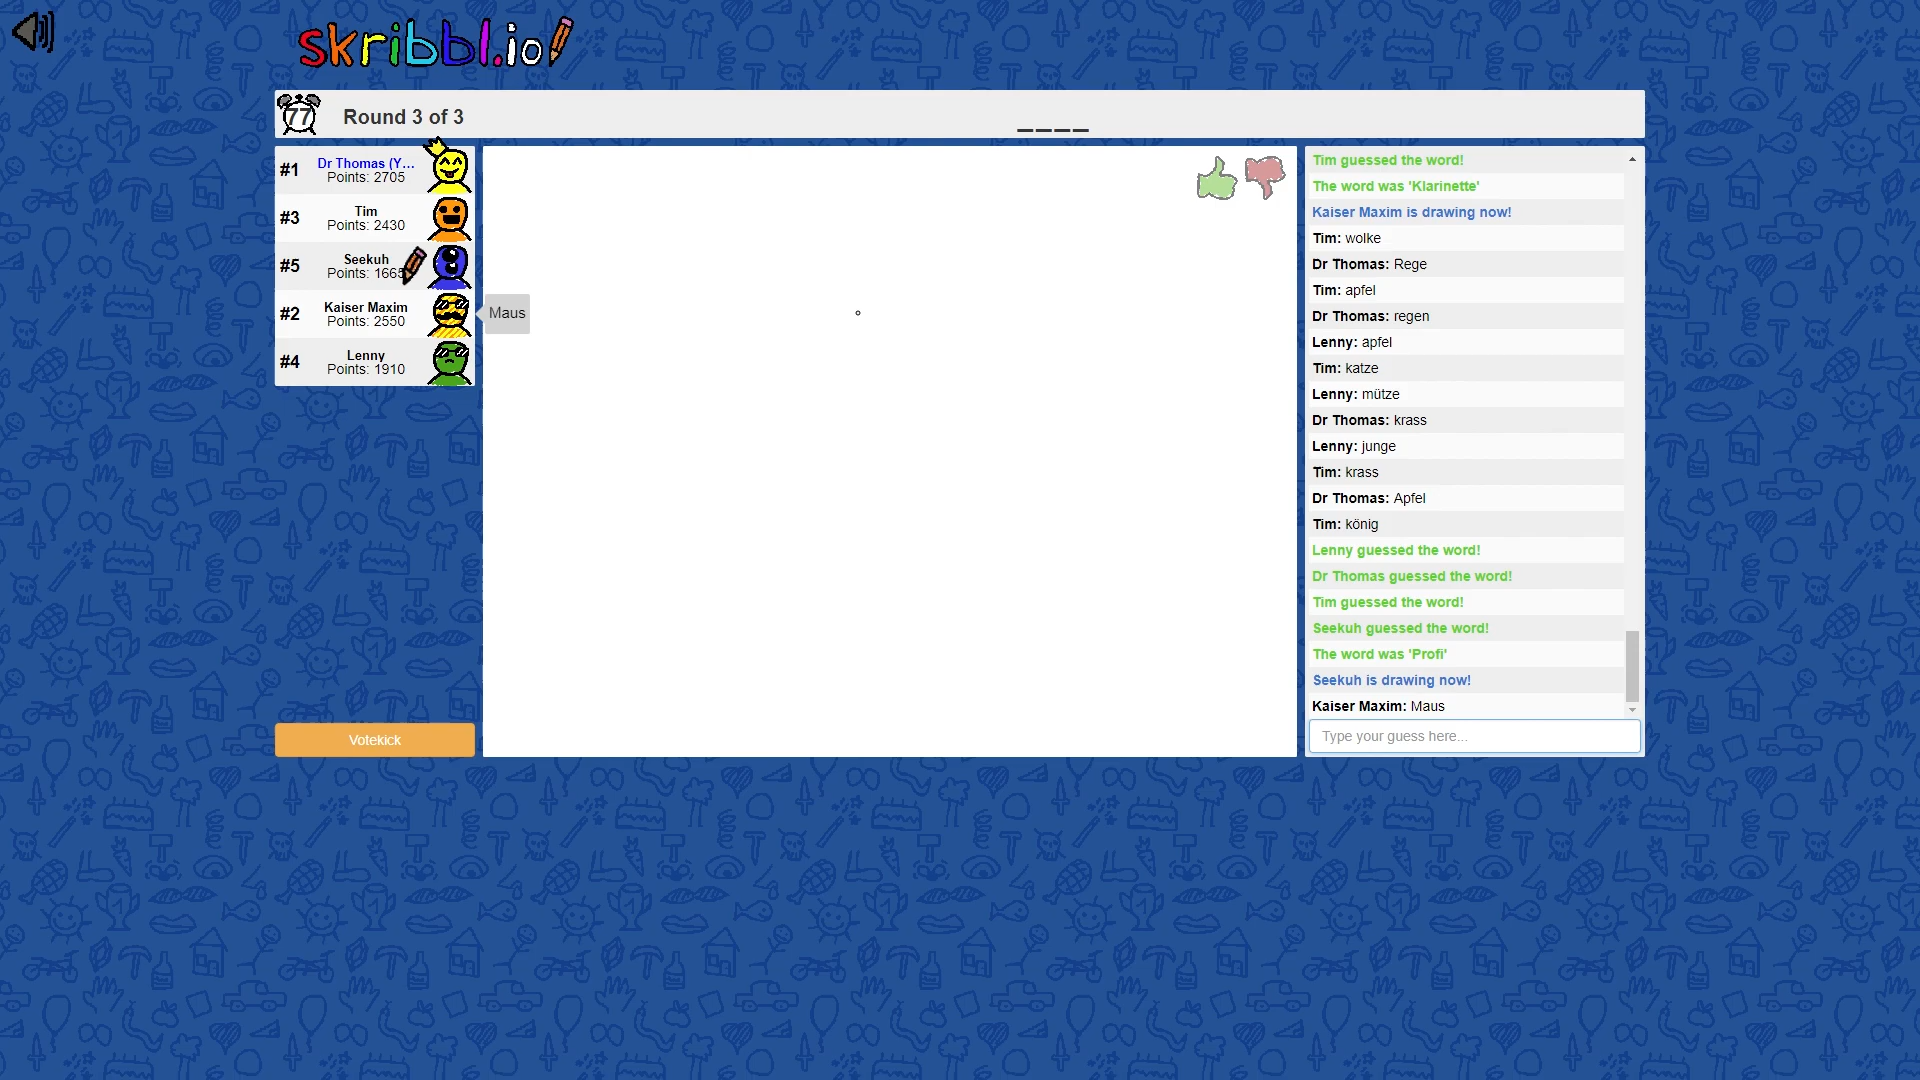 skribbl.io
77
Round 3 of 3
____
#1
Dr Thomas (Y...
Points: 2705
#3
Tim
Points: 2430
#5
Seekuh
Points: 1665
#2
Kaiser Maxim
Points: 2550
#4
Lenny
Points: 1910
Maus
Votekick
Tim guessed the word!
The word was 'Klarinette'
Kaiser Maxim is drawing now!
Tim: wolke
Dr Thomas: Rege
Tim: apfel
Dr Thomas: regen
Lenny: apfel
Tim: katze
Lenny: mütze
Dr Thomas: krass
Lenny: junge
Tim: krass
Dr Thomas: Apfel
Tim: könig
Lenny guessed the word!
Dr Thomas guessed the word!
Tim guessed the word!
Seekuh guessed the word!
The word was 'Profi'
Seekuh is drawing now!
Kaiser Maxim: Maus
Type your guess here...